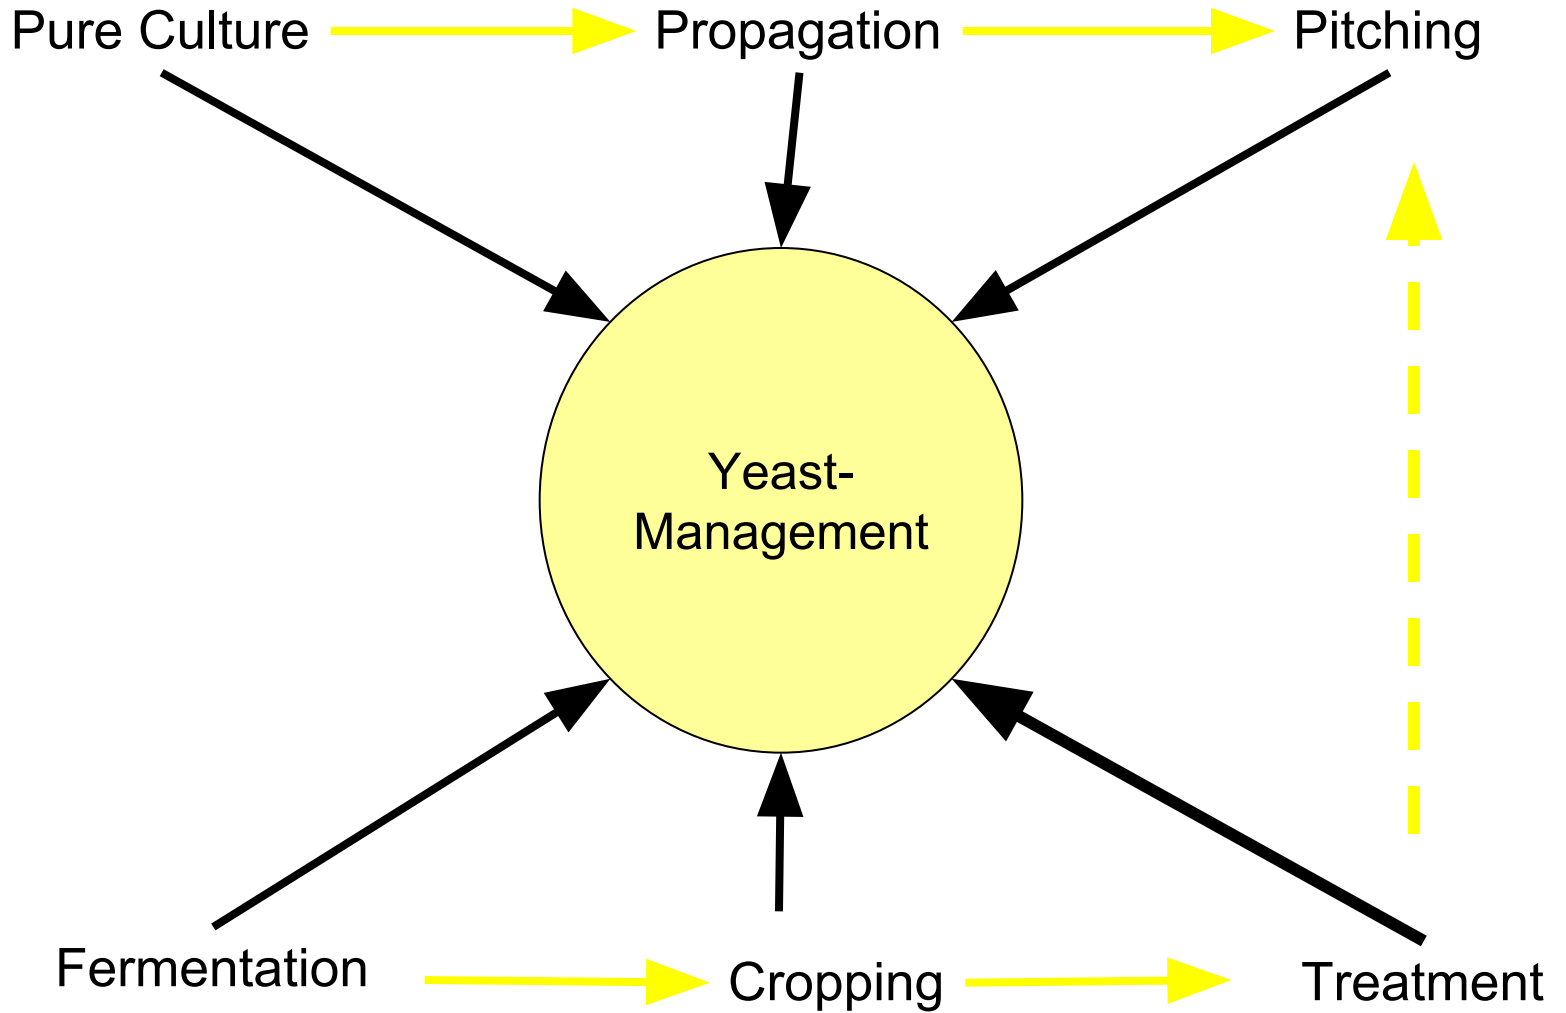 Pure Culture
Propagation
Pitching
Yeast-
Management
Fermentation
Cropping
Treatment